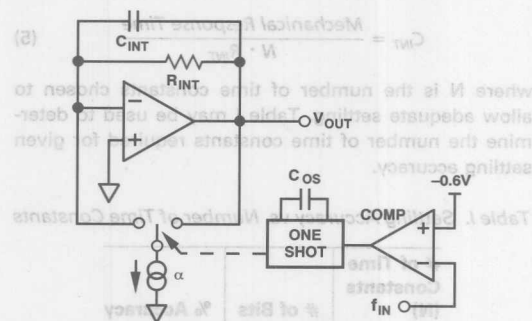 Mechanical Response Time
C_INT = (5)
N · R_INT
C_INT
R_INT
where N is the number of time constants chosen to
allow adequate settling. Table I may be used to deter-
mine the number of time constants required for given
settling accuracy.
−
+
V_OUT
C_OS
−0.6V
Table I. Settling Accuracy vs. Number of Time Constants
COMP
+
−
ONE
SHOT
α
# of Time
Constants
(N) # of Bits % Accuracy
f_IN